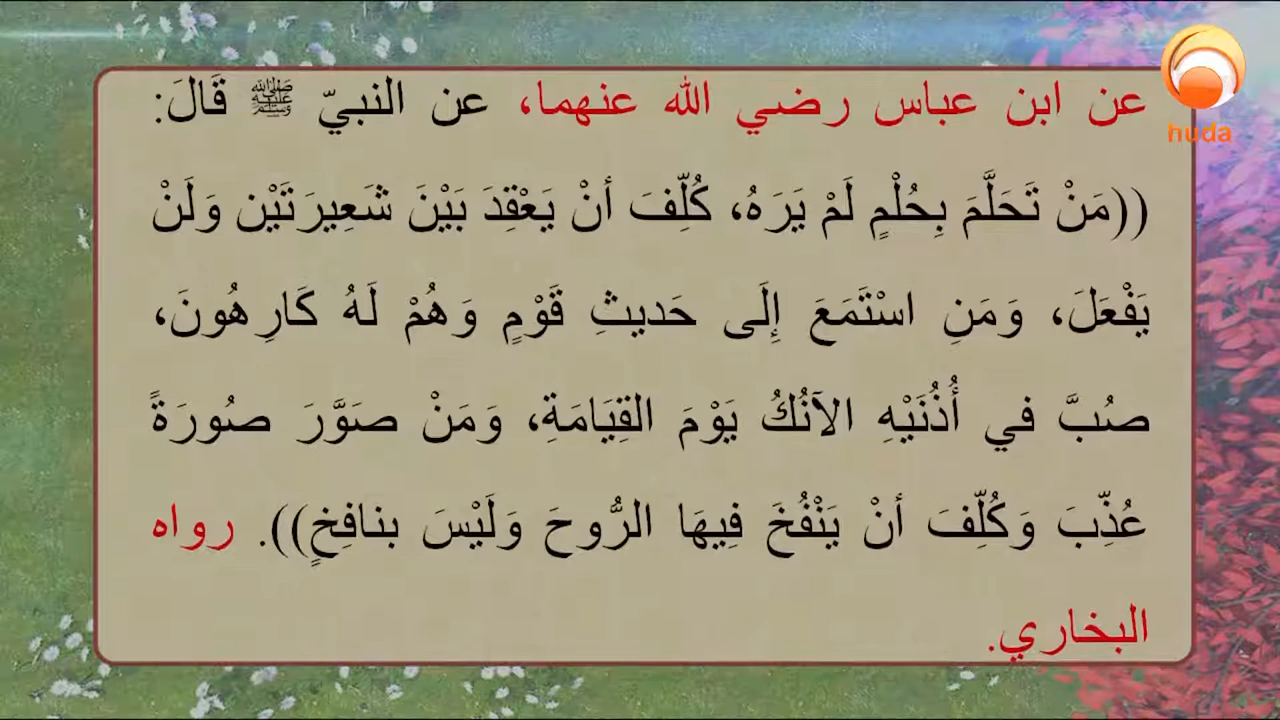 عن ابن عباس رضي الله عنهما، عن النبيّ ﷺ قَالَ:
((مَنْ تَحَلَّمَ بِحُلْمٍ لَمْ يَرَهُ، كُلِّفَ أنْ يَعْقِدَ بَيْنَ شَعِيرَتَيْن وَلَنْ
يَفْعَلَ، وَمَنِ اسْتَمَعَ إِلَى حَديثِ قَوْمٍ وَهُمْ لَهُ كَارِهُونَ،
صُبَّ في أُذُنَيْهِ الآنُكُ يَوْمَ القِيَامَةِ، وَمَنْ صَوَّرَ صُورَةً
عُذِّبَ وَكُلِّفَ أنْ يَنْفُخَ فِيهَا الرُّوحَ وَلَيْسَ بنافِخٍ)). رواه
البخاري.
huda